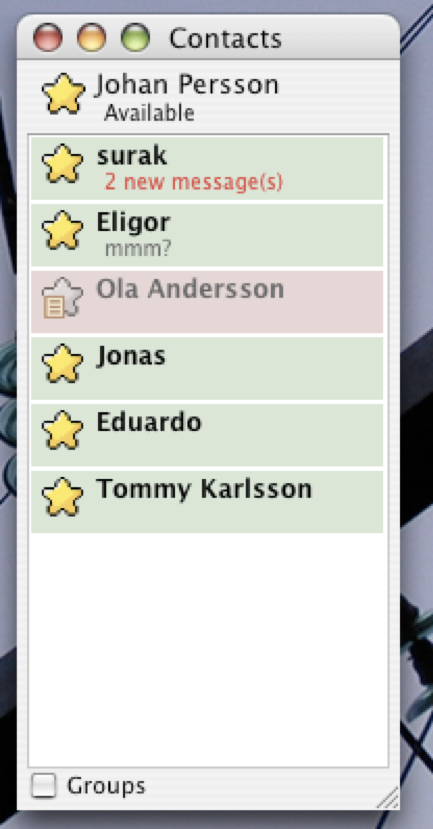 Contacts
Johan Persson
Available
surak
2 new message(s)
Eligor
mmm?
Ola Andersson
Jonas
Eduardo
Tommy Karlsson
Groups